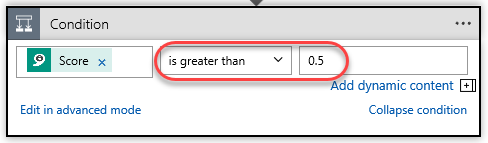 Condition
Score × is greater than 0.5
Add dynamic content
Edit in advanced mode Collapse condition